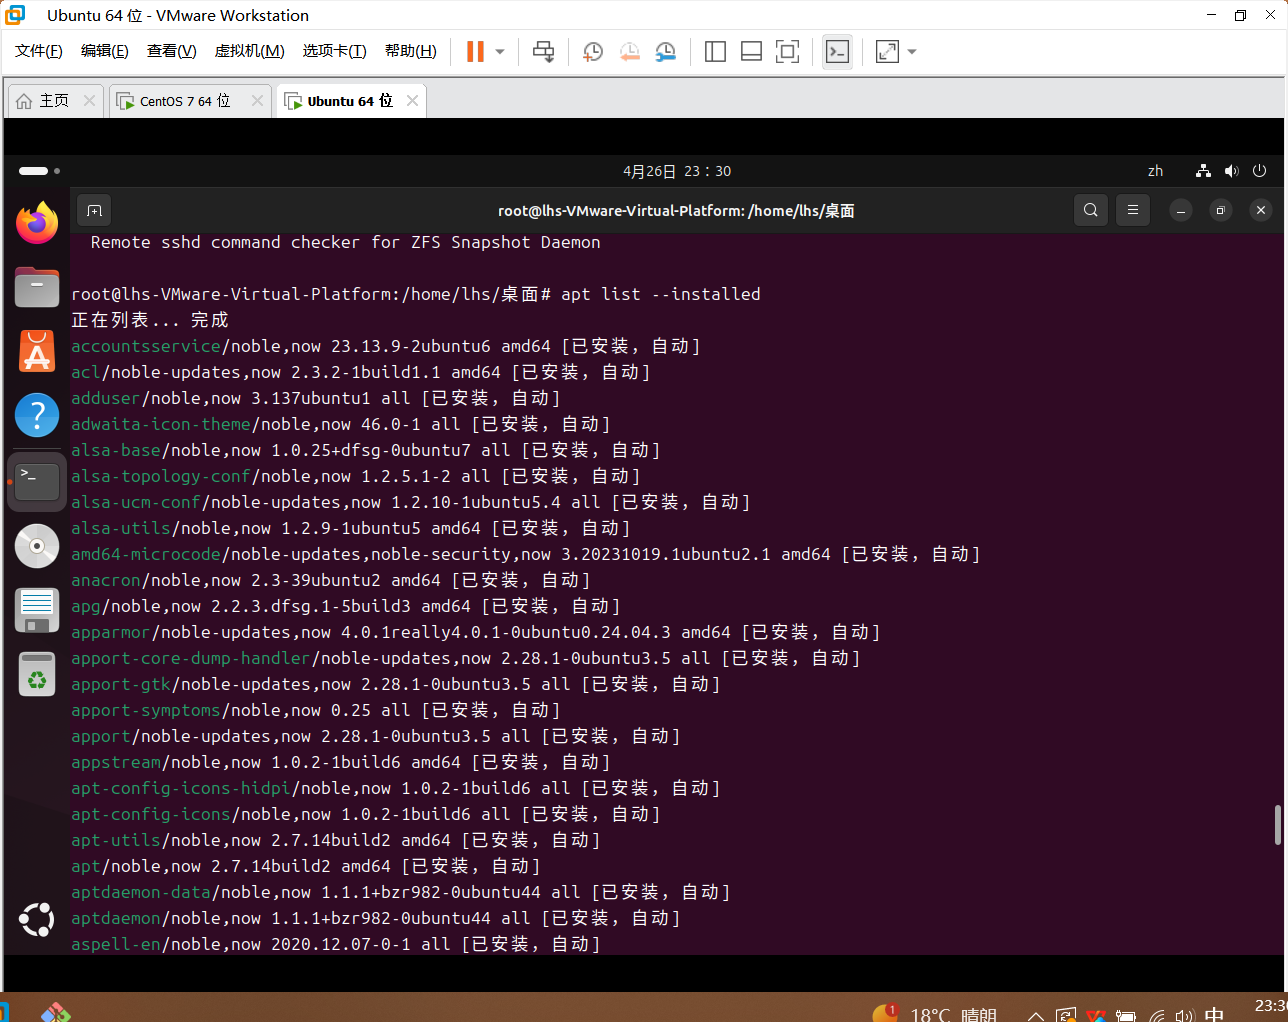 Ubuntu 64 位 - VMware Workstation
文件(F) 编辑(E) 查看(V) 虚拟机(M) 选项卡(T) 帮助(H)
主页 CentOS 7 64 位 Ubuntu 64 位
4月26日 23：30 zh
root@lhs-VMware-Virtual-Platform: /home/lhs/桌面
Remote sshd command checker for ZFS Snapshot Daemon
root@lhs-VMware-Virtual-Platform:/home/lhs/桌面# apt list --installed
正在列表... 完成
accountsservice/noble,now 23.13.9-2ubuntu6 amd64 [已安装，自动]
acl/noble-updates,now 2.3.2-1build1.1 amd64 [已安装，自动]
adduser/noble,now 3.137ubuntu1 all [已安装，自动]
adwaita-icon-theme/noble,now 46.0-1 all [已安装，自动]
alsa-base/noble,now 1.0.25+dfsg-0ubuntu7 all [已安装，自动]
alsa-topology-conf/noble,now 1.2.5.1-2 all [已安装，自动]
alsa-ucm-conf/noble-updates,now 1.2.10-1ubuntu5.4 all [已安装，自动]
alsa-utils/noble,now 1.2.9-1ubuntu5 amd64 [已安装，自动]
amd64-microcode/noble-updates,noble-security,now 3.20231019.1ubuntu2.1 amd64 [已安装，自动]
anacron/noble,now 2.3-39ubuntu2 amd64 [已安装，自动]
apg/noble,now 2.2.3.dfsg.1-5build3 amd64 [已安装，自动]
apparmor/noble-updates,now 4.0.1really4.0.1-0ubuntu0.24.04.3 amd64 [已安装，自动]
apport-core-dump-handler/noble-updates,now 2.28.1-0ubuntu3.5 all [已安装，自动]
apport-gtk/noble-updates,now 2.28.1-0ubuntu3.5 all [已安装，自动]
apport-symptoms/noble,now 0.25 all [已安装，自动]
apport/noble-updates,now 2.28.1-0ubuntu3.5 all [已安装，自动]
appstream/noble,now 1.0.2-1build6 amd64 [已安装，自动]
apt-config-icons-hidpi/noble,now 1.0.2-1build6 all [已安装，自动]
apt-config-icons/noble,now 1.0.2-1build6 all [已安装，自动]
apt-utils/noble,now 2.7.14build2 amd64 [已安装，自动]
apt/noble,now 2.7.14build2 amd64 [已安装，自动]
aptdaemon-data/noble,now 1.1.1+bzr982-0ubuntu44 all [已安装，自动]
aptdaemon/noble,now 1.1.1+bzr982-0ubuntu44 all [已安装，自动]
aspell-en/noble,now 2020.12.07-0-1 all [已安装，自动]
1 18°C 晴朗 中